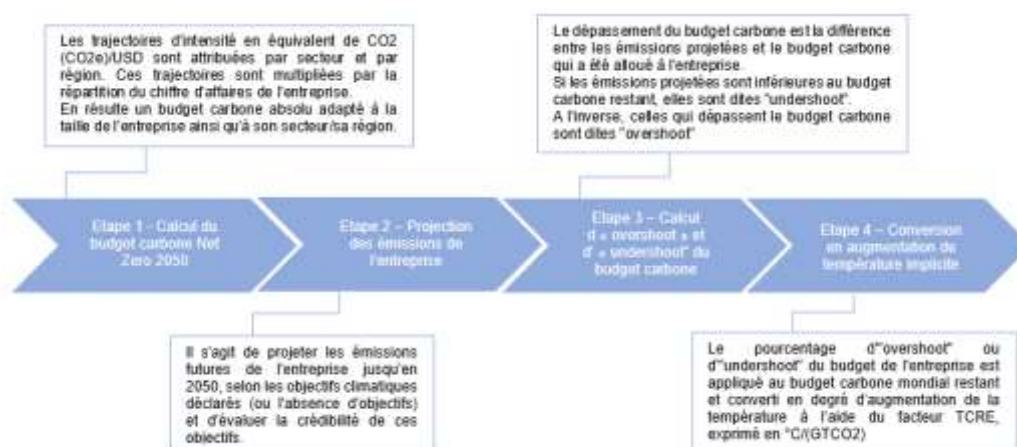 Les trajectoires d'intensité en équivalent de CO2
(CO2e)/USD sont attribuées par secteur et par
région. Ces trajectoires sont multipliées par la
répartition du chiffre d'affaires de l'entreprise.
En résulte un budget carbone absolu adapté à la
taille de l'entreprise ainsi qu'à son secteur/sa région.
Le dépassement du budget carbone est la différence
entre les émissions projetées et le budget carbone
qui a été alloué à l'entreprise.
Si les émissions projetées sont inférieures au budget
carbone restant, elles sont dites "undershoot".
A l'inverse, celles qui dépassent le budget carbone
sont dites "overshoot"
Etape 1 - Calcul du
budget carbone Net
Zero 2050
Etape 2 – Projection
des émissions de
l'entreprise
Etape 3 – Calcul
d « overshoot » et
d' « undershoot" du
budget carbone
Etape 4 – Conversion
en augmentation de
température implicite
Il s'agit de projeter les émissions
futures de l'entreprise jusqu'en
2050, selon les objectifs climatiques
déclarés (ou l'absence d'objectifs)
et d'évaluer la crédibilité de ces
objectifs.
Le pourcentage d'"overshoot" ou
d'"undershoot" du budget de l'entreprise est
appliqué au budget carbone mondial restant
et converti en degré d'augmentation de la
température à l'aide du facteur TCRE,
exprimé en °C/(GTCO2)